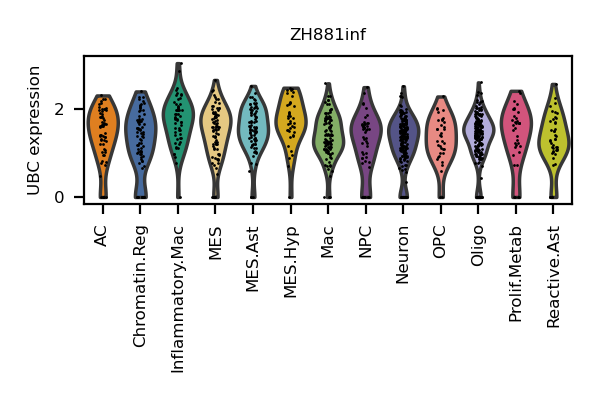 ZH881inf
UBC expression
2
0
AC
Chromatin.Reg
Inflammatory.Mac
MES
MES.Ast
MES.Hyp
Mac
NPC
Neuron
OPC
Oligo
Prolif.Metab
Reactive.Ast